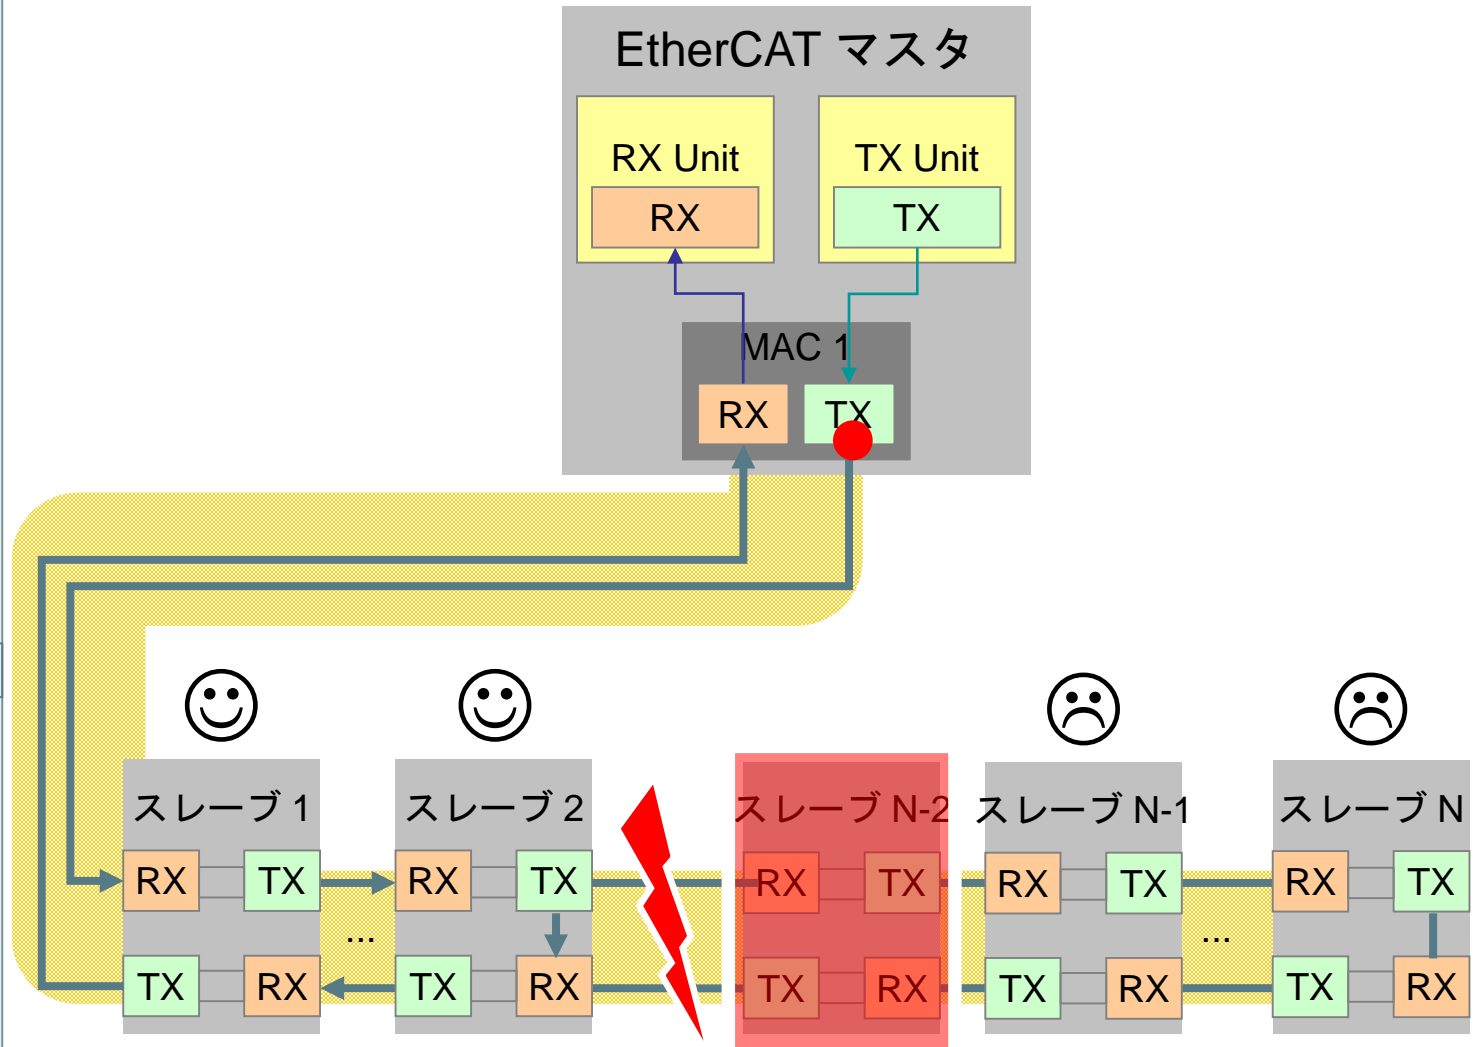 EtherCAT マスタ
RX Unit
TX Unit
RX
TX
MAC 1
RX
TX
スレーブ 1
スレーブ 2
スレーブ N-2
スレーブ N-1
スレーブ N
RX
TX
RX
TX
RX
TX
RX
TX
RX
TX
...
...
TX
RX
TX
RX
TX
RX
TX
RX
TX
RX